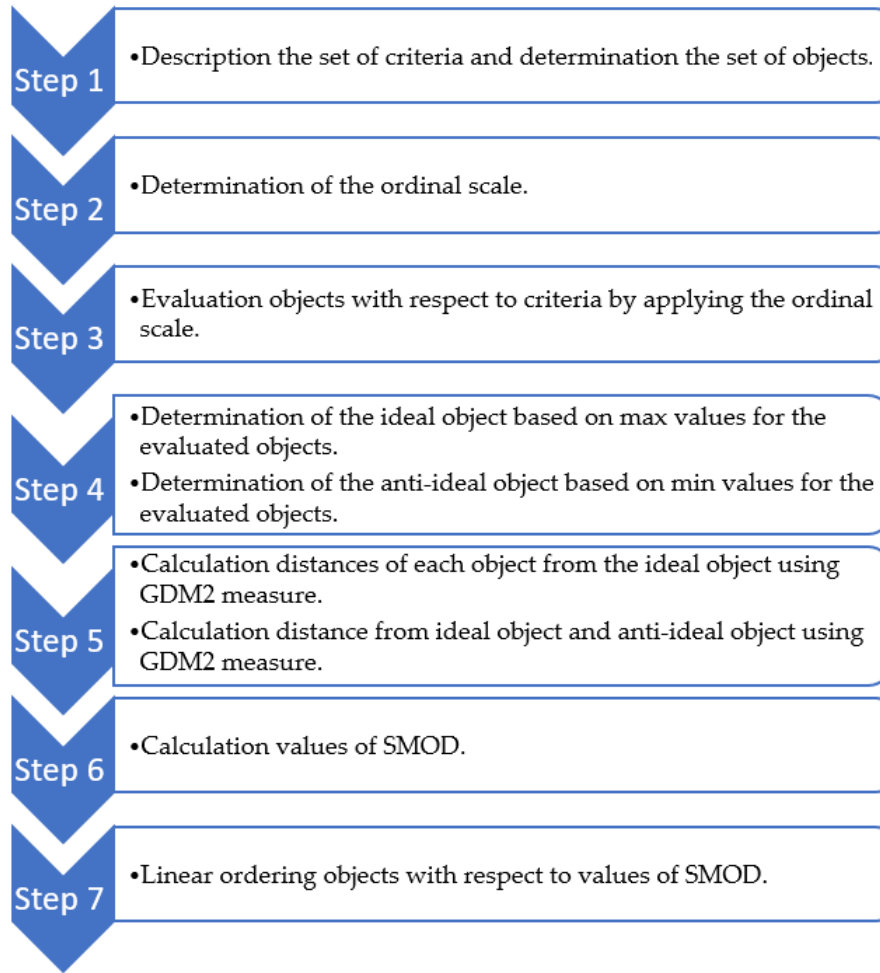 Step 1
•Description the set of criteria and determination the set of objects.
Step 2
•Determination of the ordinal scale.
Step 3
•Evaluation objects with respect to criteria by applying the ordinal
scale.
Step 4
•Determination of the ideal object based on max values for the
evaluated objects.
•Determination of the anti-ideal object based on min values for the
evaluated objects.
Step 5
•Calculation distances of each object from the ideal object using
GDM2 measure.
•Calculation distance from ideal object and anti-ideal object using
GDM2 measure.
Step 6
•Calculation values of SMOD.
Step 7
•Linear ordering objects with respect to values of SMOD.